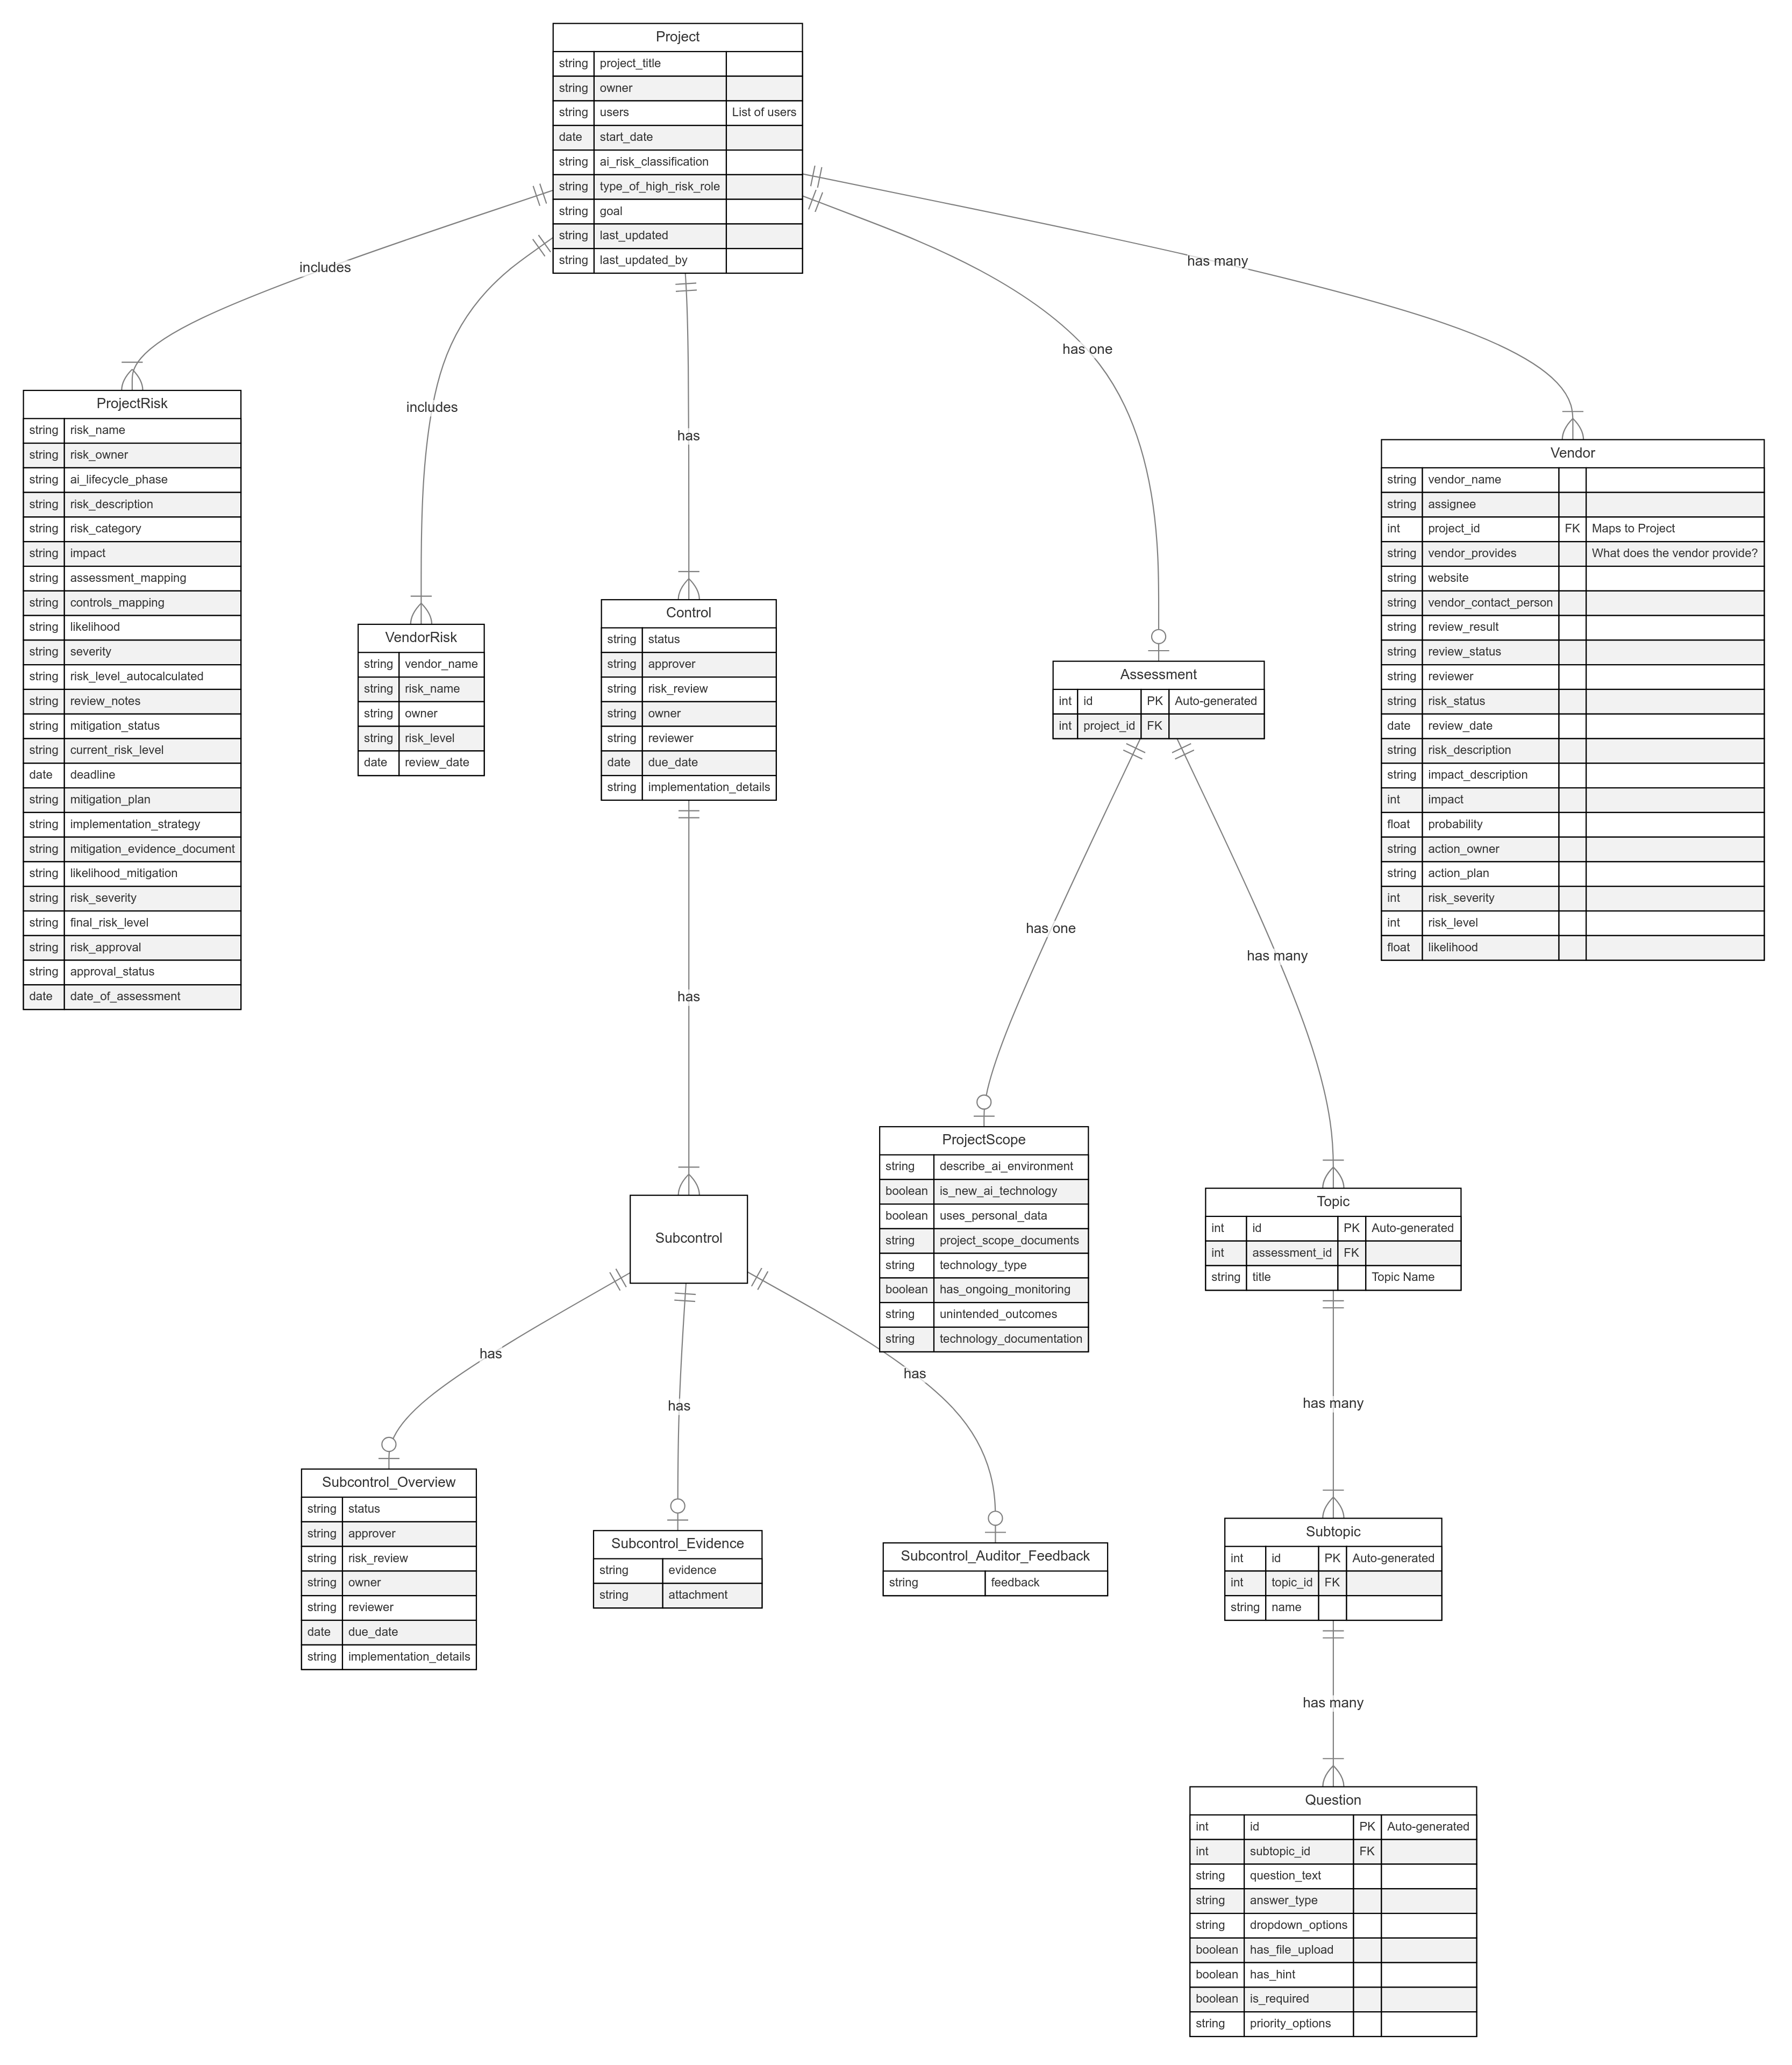 Project
string project_title
string owner
string users List of users
date start_date
string ai_risk_classification
string type_of_high_risk_role
string goal
string last_updated
string last_updated_by
includes
includes
has
has one
has many
ProjectRisk
string risk_name
string risk_owner
string ai_lifecycle_phase
string risk_description
string risk_category
string impact
string assessment_mapping
string controls_mapping
string likelihood
string severity
string risk_level_autocalculated
string review_notes
string mitigation_status
string current_risk_level
date deadline
string mitigation_plan
string implementation_strategy
string mitigation_evidence_document
string likelihood_mitigation
string risk_severity
string final_risk_level
string risk_approval
string approval_status
date date_of_assessment
VendorRisk
string vendor_name
string risk_name
string owner
string risk_level
date review_date
Control
string status
string approver
string risk_review
string owner
string reviewer
date due_date
string implementation_details
Assessment
int id PK Auto-generated
int project_id FK
Vendor
string vendor_name
string assignee
int project_id FK Maps to Project
string vendor_provides What does the vendor provide?
string website
string vendor_contact_person
string review_result
string review_status
string reviewer
string risk_status
date review_date
string risk_description
string impact_description
int impact
float probability
string action_owner
string action_plan
int risk_severity
int risk_level
float likelihood
has
has one
has many
Subcontrol
ProjectScope
string describe_ai_environment
boolean is_new_ai_technology
boolean uses_personal_data
string project_scope_documents
string technology_type
boolean has_ongoing_monitoring
string unintended_outcomes
string technology_documentation
Topic
int id PK Auto-generated
int assessment_id FK
string title Topic Name
has
has
has
has many
Subcontrol_Overview
string status
string approver
string risk_review
string owner
string reviewer
date due_date
string implementation_details
Subcontrol_Evidence
string evidence
string attachment
Subcontrol_Auditor_Feedback
string feedback
Subtopic
int id PK Auto-generated
int topic_id FK
string name
has many
Question
int id PK Auto-generated
int subtopic_id FK
string question_text
string answer_type
string dropdown_options
boolean has_file_upload
boolean has_hint
boolean is_required
string priority_options